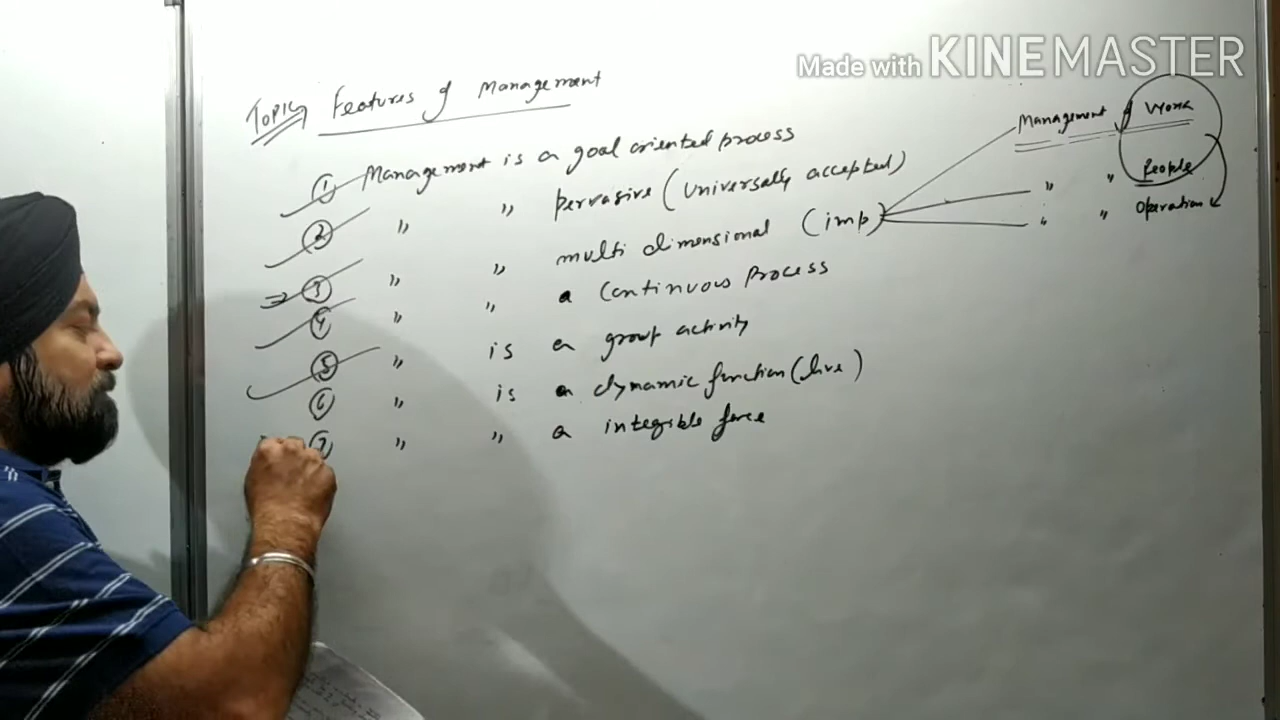 Made with KINEMASTER
TOPIC Features of Management
① Management is a goal oriented process
② " " pervasive (Universally accepted)
③ " " multi dimensional (imp)
Management of Work
" " People
" " Operation
④ " " a Continuous Process
⑤ " is a group activity
⑥ " is a dynamic function (live)
⑦ " " a integible force